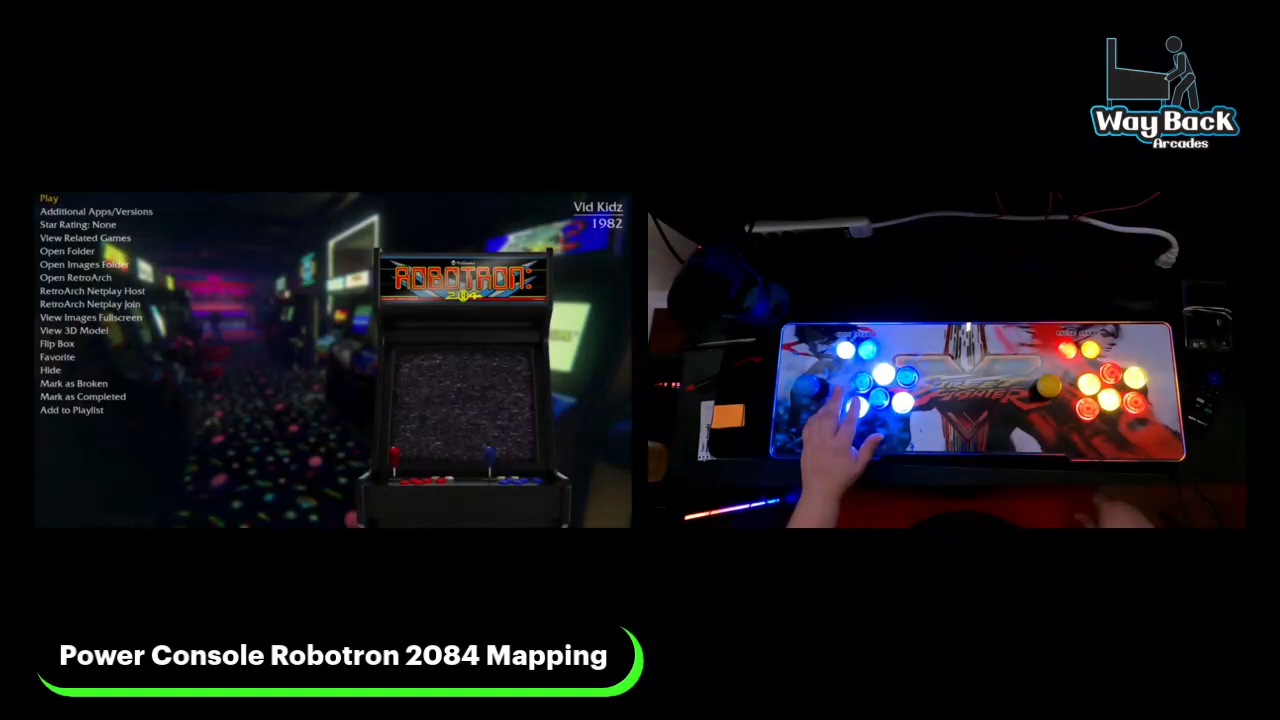 Way Back
Arcades
Play
Additional Apps/Versions
Star Rating: None
View Related Games
Open Folder
Open Images Folder
Open RetroArch
RetroArch Netplay Host
RetroArch Netplay Join
View Images Fullscreen
View 3D Model
Flip Box
Favorite
Hide
Mark as Broken
Mark as Completed
Add to Playlist
Vid Kidz
1982
ROBOTRON:
2084
STREET
FIGHTER
V
Power Console Robotron 2084 Mapping